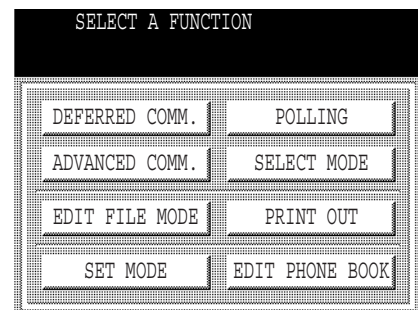 SELECT A FUNCTION
DEFERRED COMM. POLLING
ADVANCED COMM. SELECT MODE
EDIT FILE MODE PRINT OUT
SET MODE EDIT PHONE BOOK